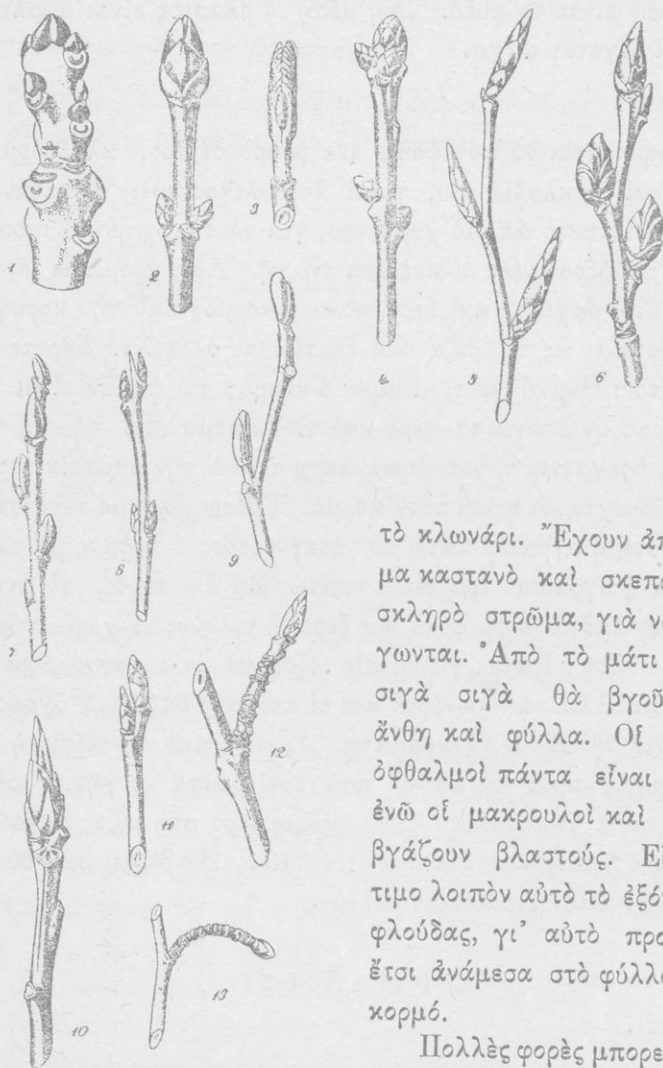 1
2
3
4
5
6
7
8
9
10
11
12
13
τὸ κλωνάρι. Ἔχουν ἀπ
μα καστανὸ καὶ σκεπα
σκληρὸ στρῶμα, γιὰ ν
γωνται. Ἀπὸ τὸ μάτι
σιγὰ σιγὰ θὰ βγοῦ
ἄνθη καὶ φύλλα. Οἱ
ὀφθαλμοὶ πάντα εἶναι
ἐνῶ οἱ μακρουλοὶ καὶ
βγάζουν βλαστούς.
τιμο λοιπὸν αὐτὸ τὸ ἐξό
φλούδας, γι’ αὐτὸ προ
ἔτσι ἀνάμεσα στὸ φύλλ
κορμό.
Πολλὲς φορὲς μπορε